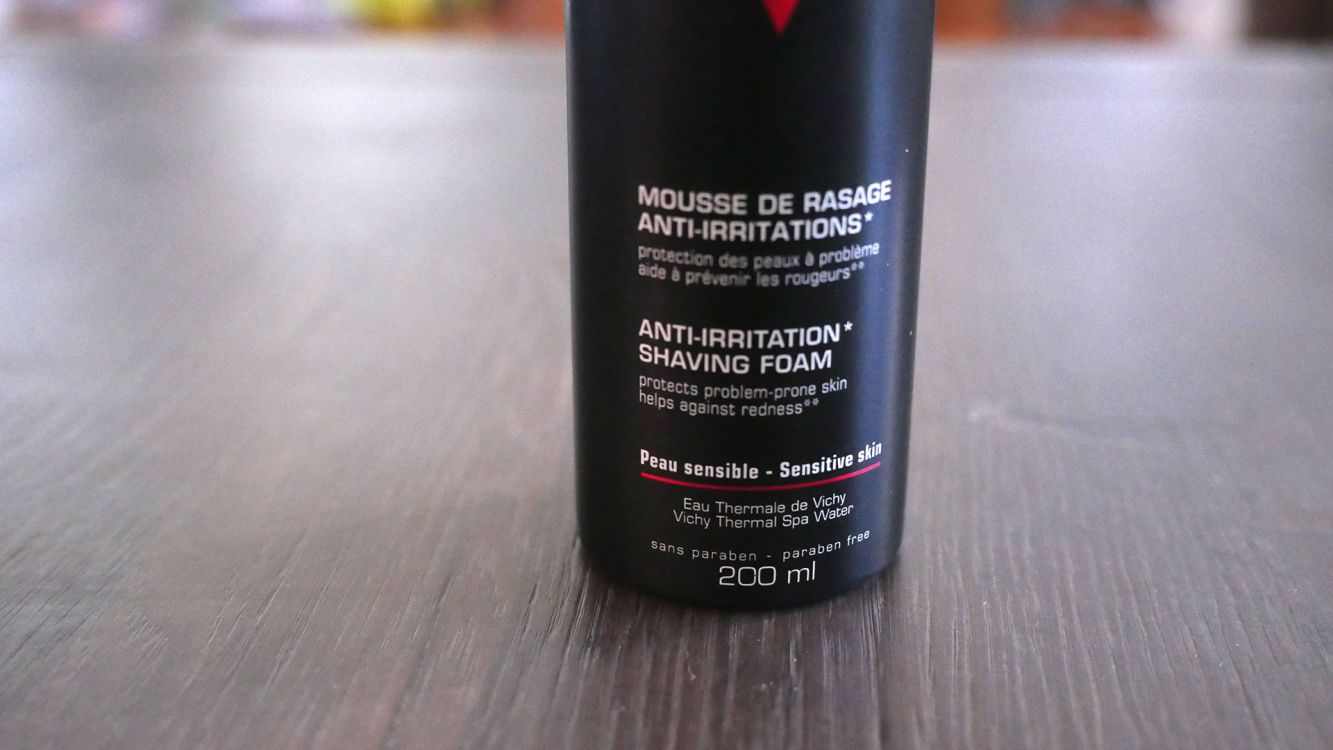 MOUSSE DE RASAGE
ANTI-IRRITATIONS*
protection des peaux à problème
aide à prévenir les rougeurs**
ANTI-IRRITATION*
SHAVING FOAM
protects problem-prone skin
helps against redness**
Peau sensible - Sensitive skin
Eau Thermale de Vichy
Vichy Thermal Spa Water
sans paraben - paraben free
200 ml